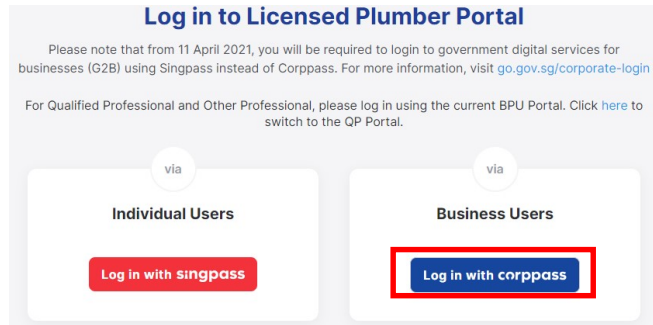 Log in to Licensed Plumber Portal
Please note that from 11 April 2021, you will be required to login to government digital services for
businesses (G2B) using Singpass instead of Corppass. For more information, visit go.gov.sg/corporate-login
For Qualified Professional and Other Professional, please log in using the current BPU Portal. Click here to
switch to the QP Portal.
via
Individual Users
Log in with singpass
via
Business Users
Log in with corppass